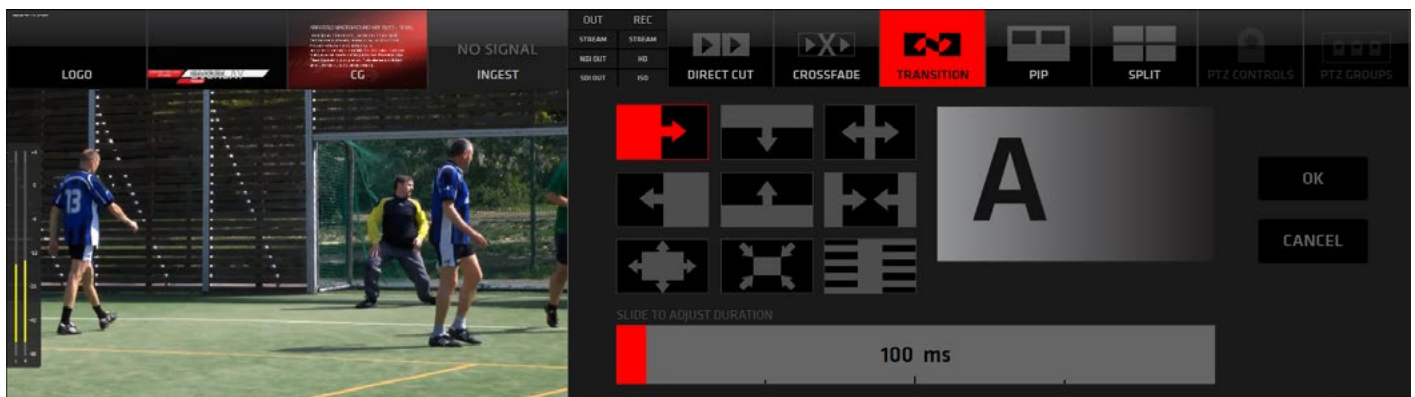 LOGO
CG
NO SIGNAL
INGEST
OUT REC
STREAM STREAM
NDI OUT HD
SDI OUT ISO
DIRECT CUT
CROSSFADE
TRANSITION
PIP
SPLIT
PTZ CONTROLS
PTZ GROUPS
13
A
OK
CANCEL
SLIDE TO ADJUST DURATION
100 ms